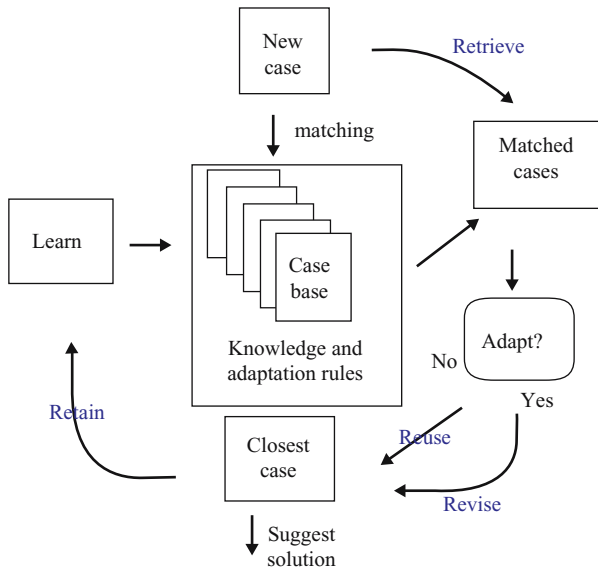 New
case
Retrieve
matching
Matched
cases
Learn
Case
base
Knowledge and
adaptation rules
Adapt?
No
Yes
Retain
Closest
case
Reuse
Revise
Suggest
solution